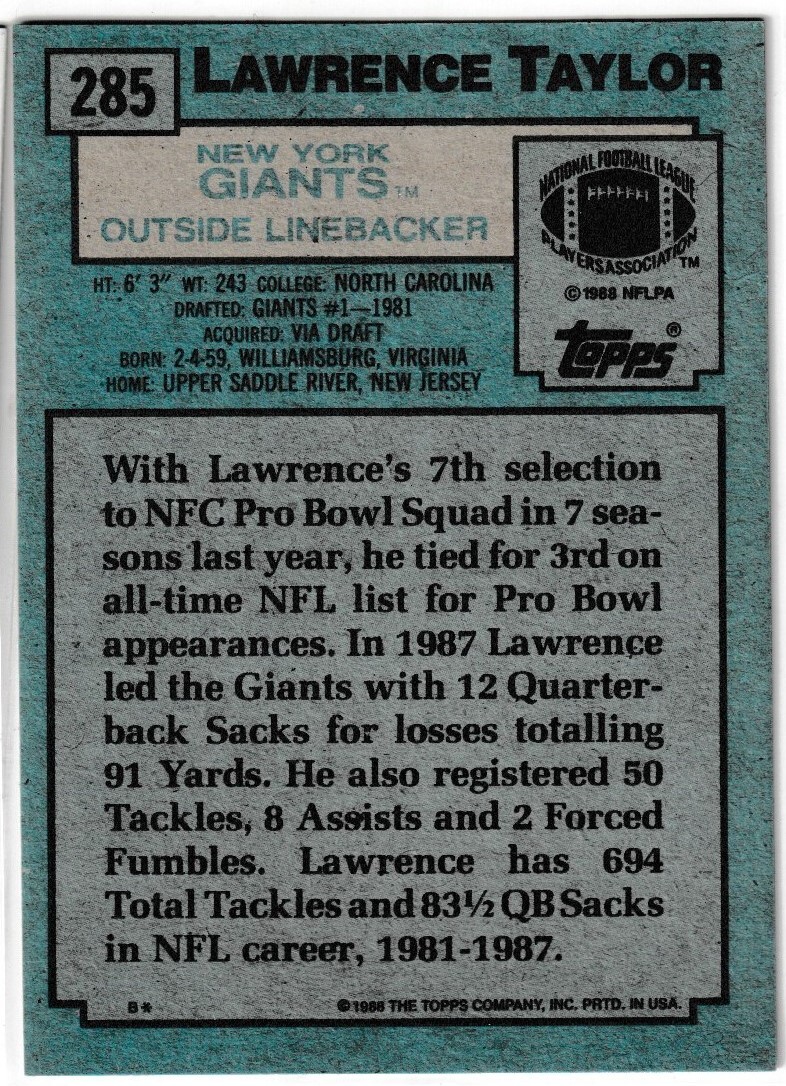 285
LAWRENCE TAYLOR
NEW YORK
GIANTS TM
OUTSIDE LINEBACKER
NATIONAL FOOTBALL LEAGUE
PLAYERS ASSOCIATION TM
© 1988 NFLPA
topps ®
HT: 6' 3" WT: 243 COLLEGE: NORTH CAROLINA
DRAFTED: GIANTS #1—1981
ACQUIRED: VIA DRAFT
BORN: 2-4-59, WILLIAMSBURG, VIRGINIA
HOME: UPPER SADDLE RIVER, NEW JERSEY
With Lawrence's 7th selection
to NFC Pro Bowl Squad in 7 sea-
sons last year, he tied for 3rd on
all-time NFL list for Pro Bowl
appearances. In 1987 Lawrence
led the Giants with 12 Quarter-
back Sacks for losses totalling
91 Yards. He also registered 50
Tackles, 8 Assists and 2 Forced
Fumbles. Lawrence has 694
Total Tackles and 83½ QB Sacks
in NFL career, 1981-1987.
B*
© 1988 THE TOPPS COMPANY, INC. PRTD. IN USA.